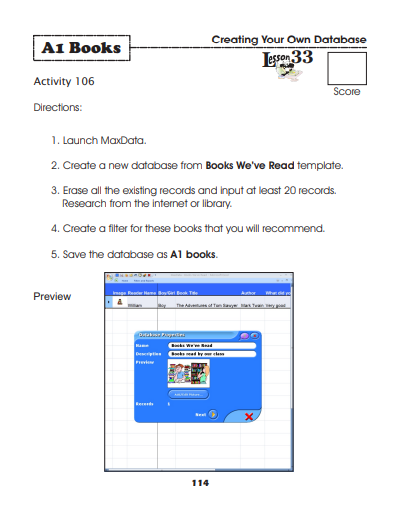 Creating Your Own Database
A1 Books
Lesson 33
Activity 106
Score
Directions:
1. Launch MaxData.
2. Create a new database from Books We've Read template.
3. Erase all the existing records and input at least 20 records.
Research from the internet or library.
4. Create a filter for these books that you will recommend.
5. Save the database as A1 books.
Preview
Image Reader Name Boy/Girl Book Title Author What did yo
William Boy The Adventures of Tom Sawyer Mark Twain Very good
Database Properties
Name Books We've Read
Description Books read by our class
Preview
Records
Next
114